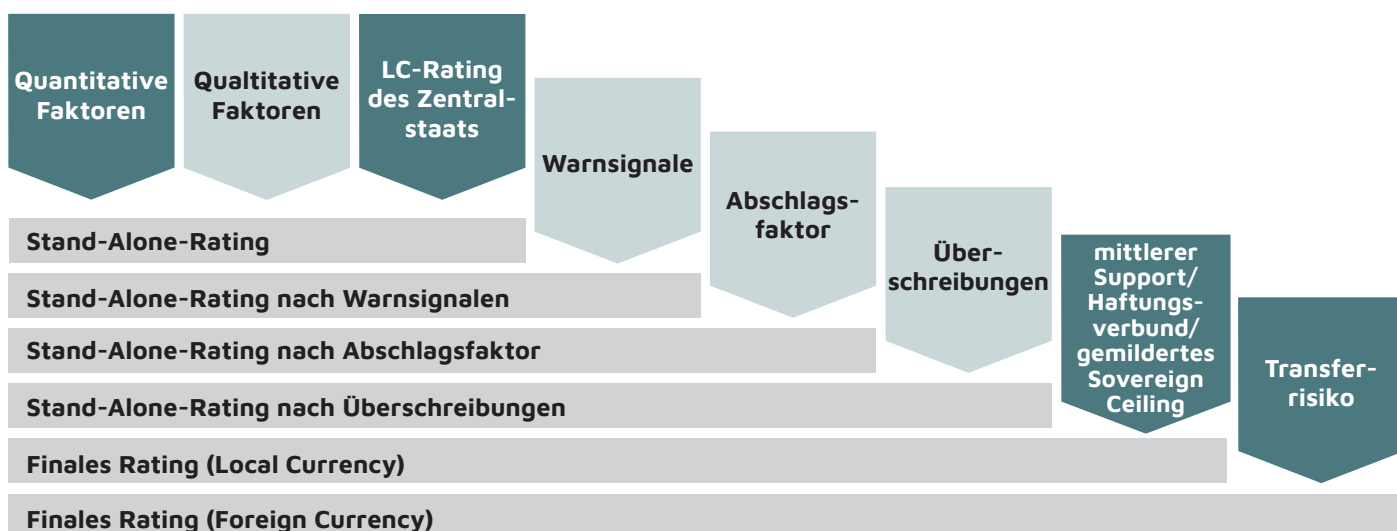 Quantitative
Faktoren
Qualtitative
Faktoren
LC-Rating
des Zentral-
staats
Warnsignale
Abschlags-
faktor
Über-
schreibungen
mittlerer
Support/
Haftungs-
verbund/
gemildertes
Sovereign
Ceiling
Transfer-
risiko
Stand-Alone-Rating
Stand-Alone-Rating nach Warnsignalen
Stand-Alone-Rating nach Abschlagsfaktor
Stand-Alone-Rating nach Überschreibungen
Finales Rating (Local Currency)
Finales Rating (Foreign Currency)